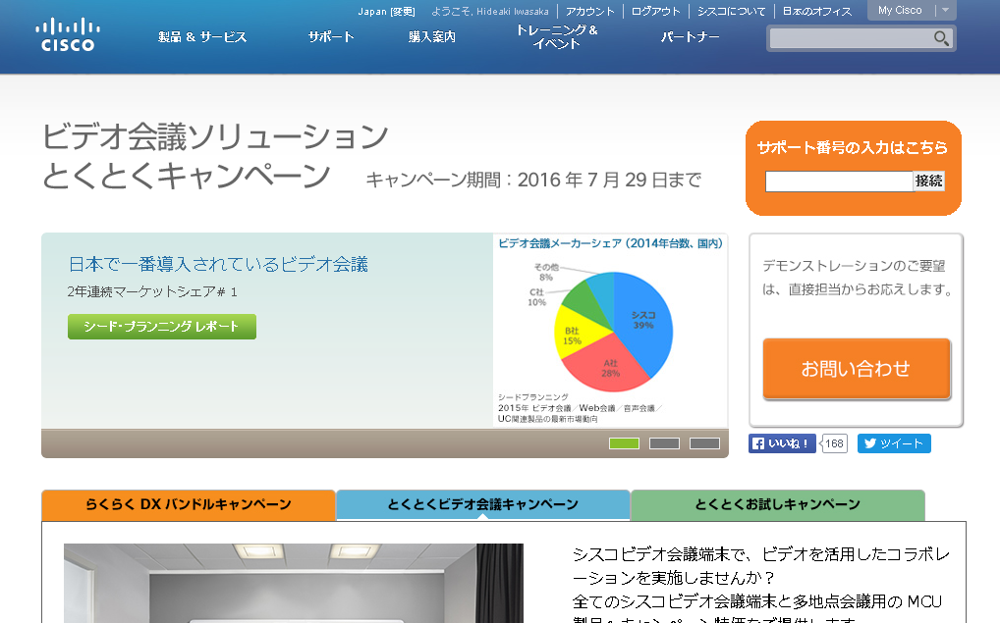 Japan [変更]
ようこそ, Hideaki Iwasaka
アカウント
ログアウト
シスコについて
日本のオフィス
My Cisco
CISCO
製品 & サービス
サポート
購入案内
トレーニング &
イベント
パートナー
ビデオ会議ソリューション
とくとくキャンペーン
キャンペーン期間：2016 年 7 月 29 日まで
サポート番号の入力はこちら
接続
日本で一番導入されているビデオ会議
2年連続マーケットシェア# 1
シード・プランニング レポート
ビデオ会議メーカーシェア（2014年台数、国内）
その他
8%
C社
10%
B社
15%
A社
28%
シスコ
39%
シードプランニング
2015年 ビデオ会議／Web会議／音声会議／
UC関連製品の最新市場動向
デモンストレーションのご要望
は、直接担当からお応えします。
お問い合わせ
いいね！
168
ツイート
らくらく DX バンドルキャンペーン
とくとくビデオ会議キャンペーン
とくとくお試しキャンペーン
シスコビデオ会議端末で、ビデオを活用したコラボレ
ーションを実施しませんか？
全てのシスコビデオ会議端末と多地点会議用の MCU
製品をキャンペーン特価でご提供します